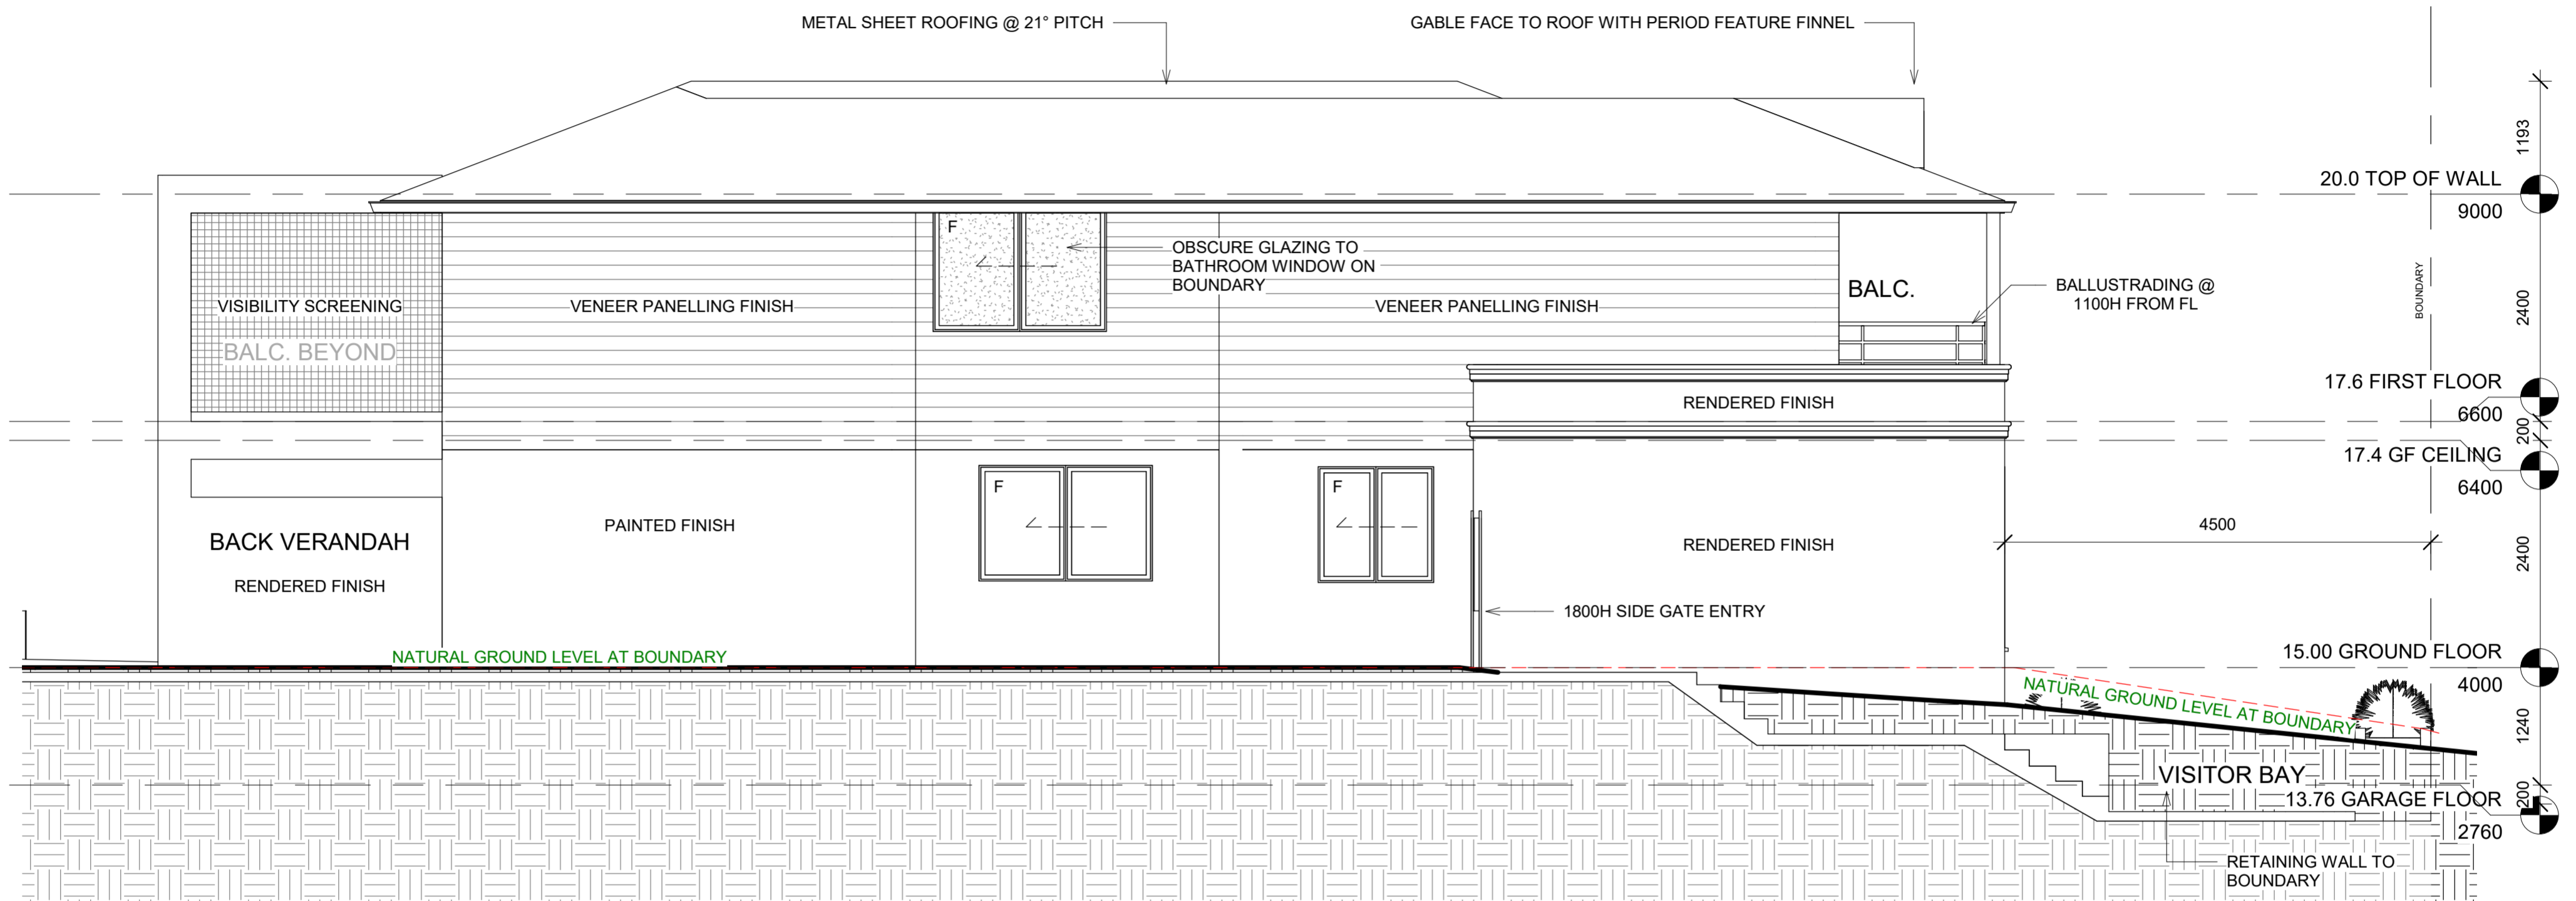 METAL SHEET ROOFING @ 21° PITCH
GABLE FACE TO ROOF WITH PERIOD FEATURE FINNEL
1193
20.0 TOP OF WALL
9000
F
OBSCURE GLAZING TO
BATHROOM WINDOW ON
BOUNDARY
VISIBILITY SCREENING
BALC. BEYOND
VENEER PANELLING FINISH
VENEER PANELLING FINISH
BALC.
BALLUSTRADING @
1100H FROM FL
BOUNDARY
2400
17.6 FIRST FLOOR
6600
RENDERED FINISH
200
17.4 GF CEILING
6400
F
F
PAINTED FINISH
BACK VERANDAH
RENDERED FINISH
RENDERED FINISH
4500
2400
1800H SIDE GATE ENTRY
NATURAL GROUND LEVEL AT BOUNDARY
15.00 GROUND FLOOR
4000
NATURAL GROUND LEVEL AT BOUNDARY
1240
VISITOR BAY
200
13.76 GARAGE FLOOR
2760
RETAINING WALL TO
BOUNDARY